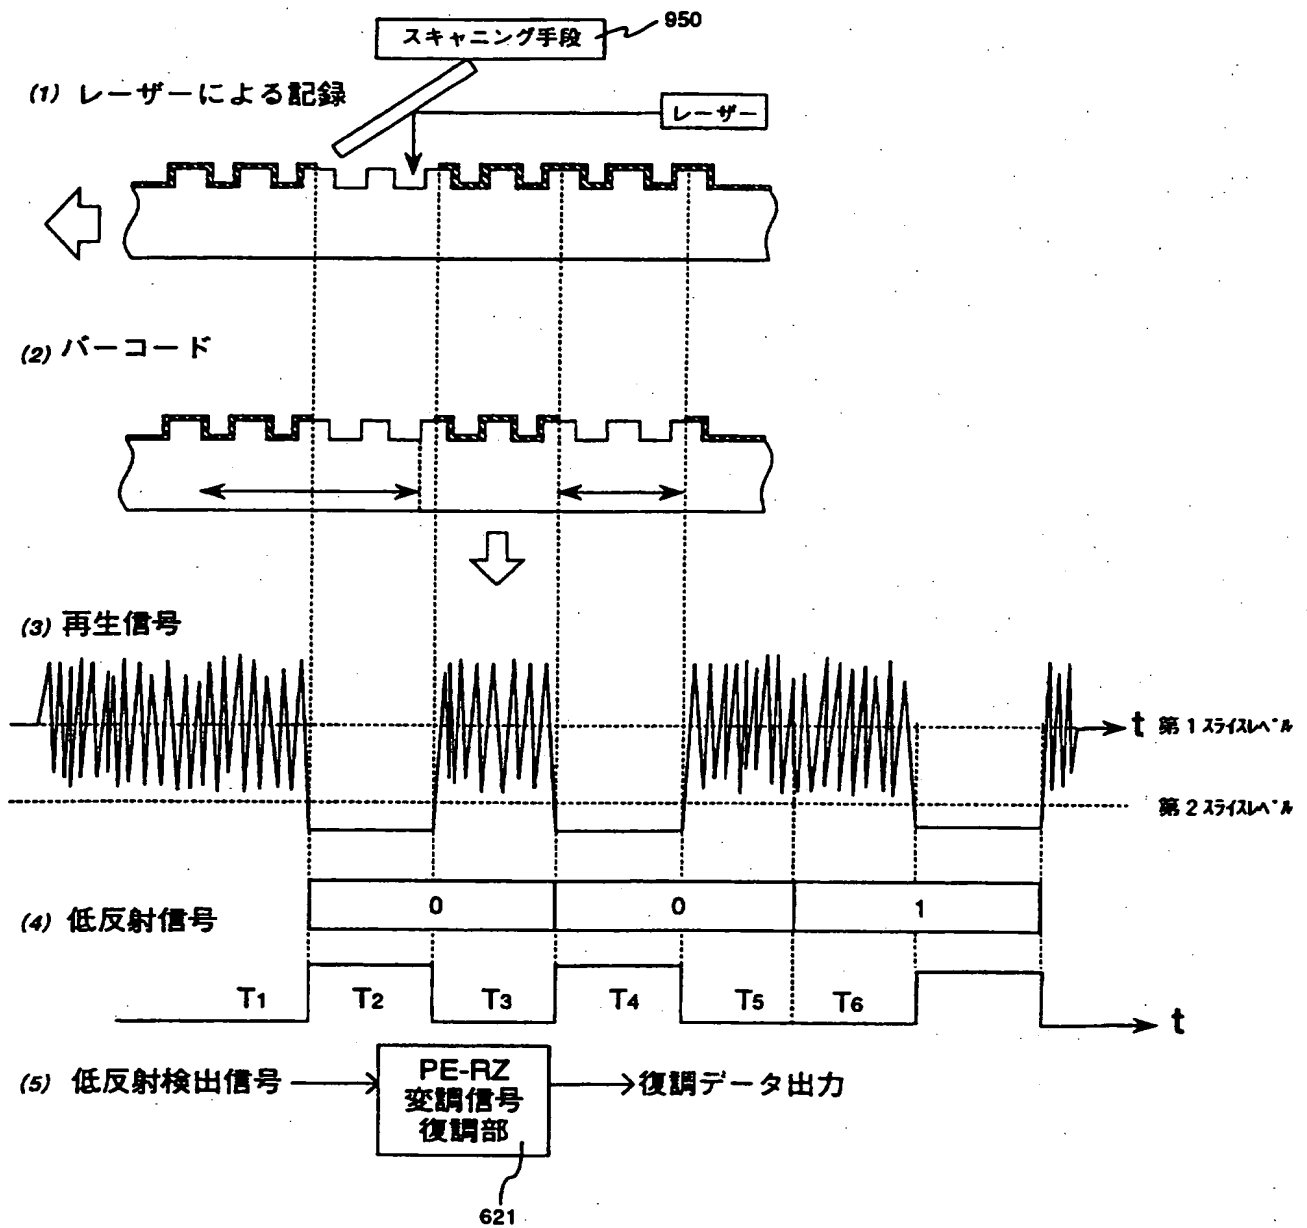 スキャニング手段
950
(1) レーザーによる記録
レーザー
(2) バーコード
(3) 再生信号
t 第1スライスレベル
第2スライスレベル
(4) 低反射信号
0 0 1
T1 T2 T3 T4 T5 T6
t
(5) 低反射検出信号
PE-RZ
変調信号
復調部
復調データ出力
621